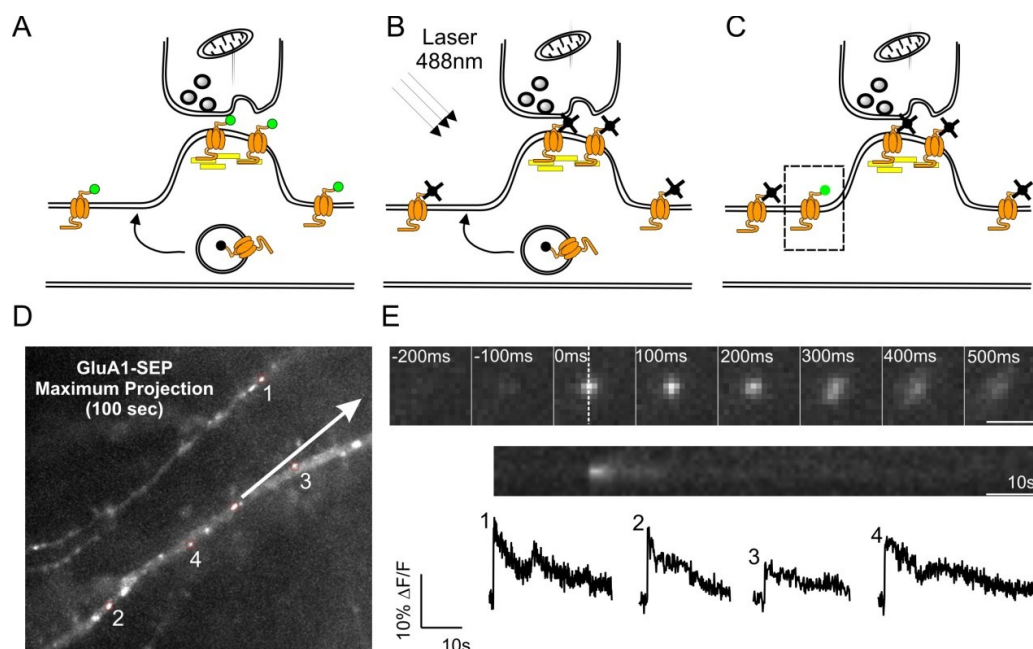 A
B
C
Laser
488nm
D
GluA1-SEP
Maximum Projection
(100 sec)
1
3
4
2
E
-200ms
-100ms
0ms
100ms
200ms
300ms
400ms
500ms
10s
1
2
3
4
10% ΔF/F
10s